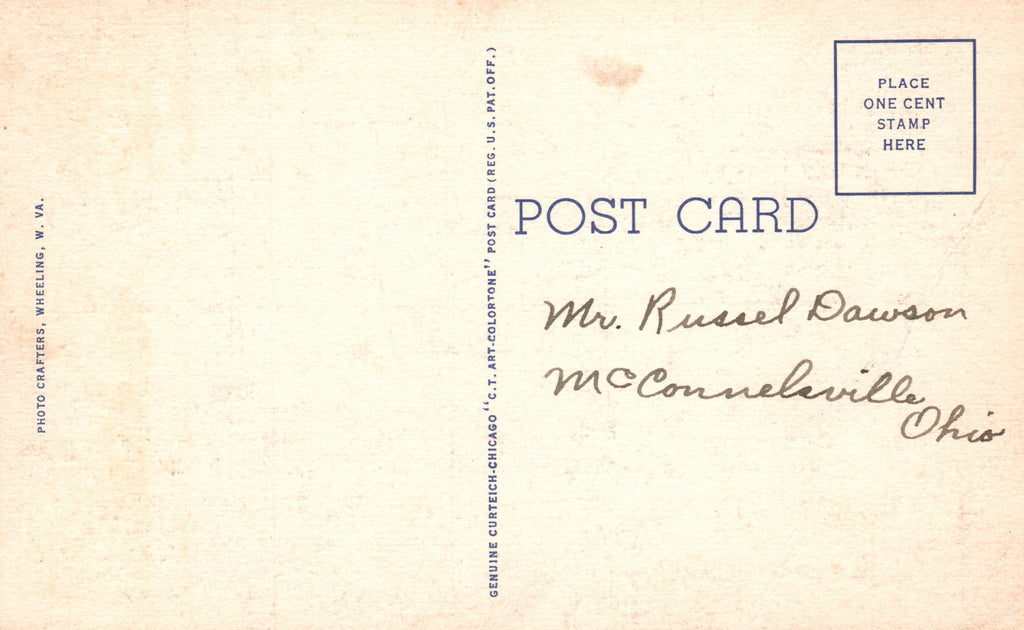 PHOTO CRAFTERS, WHEELING, W. VA.
GENUINE CURTEICH-CHICAGO "C.T. ART-COLORTONE" POST CARD (REG. U.S. PAT. OFF.)
PLACE
ONE CENT
STAMP
HERE
POST CARD
Mr. Russel Dawson
McConnelsville
Ohio